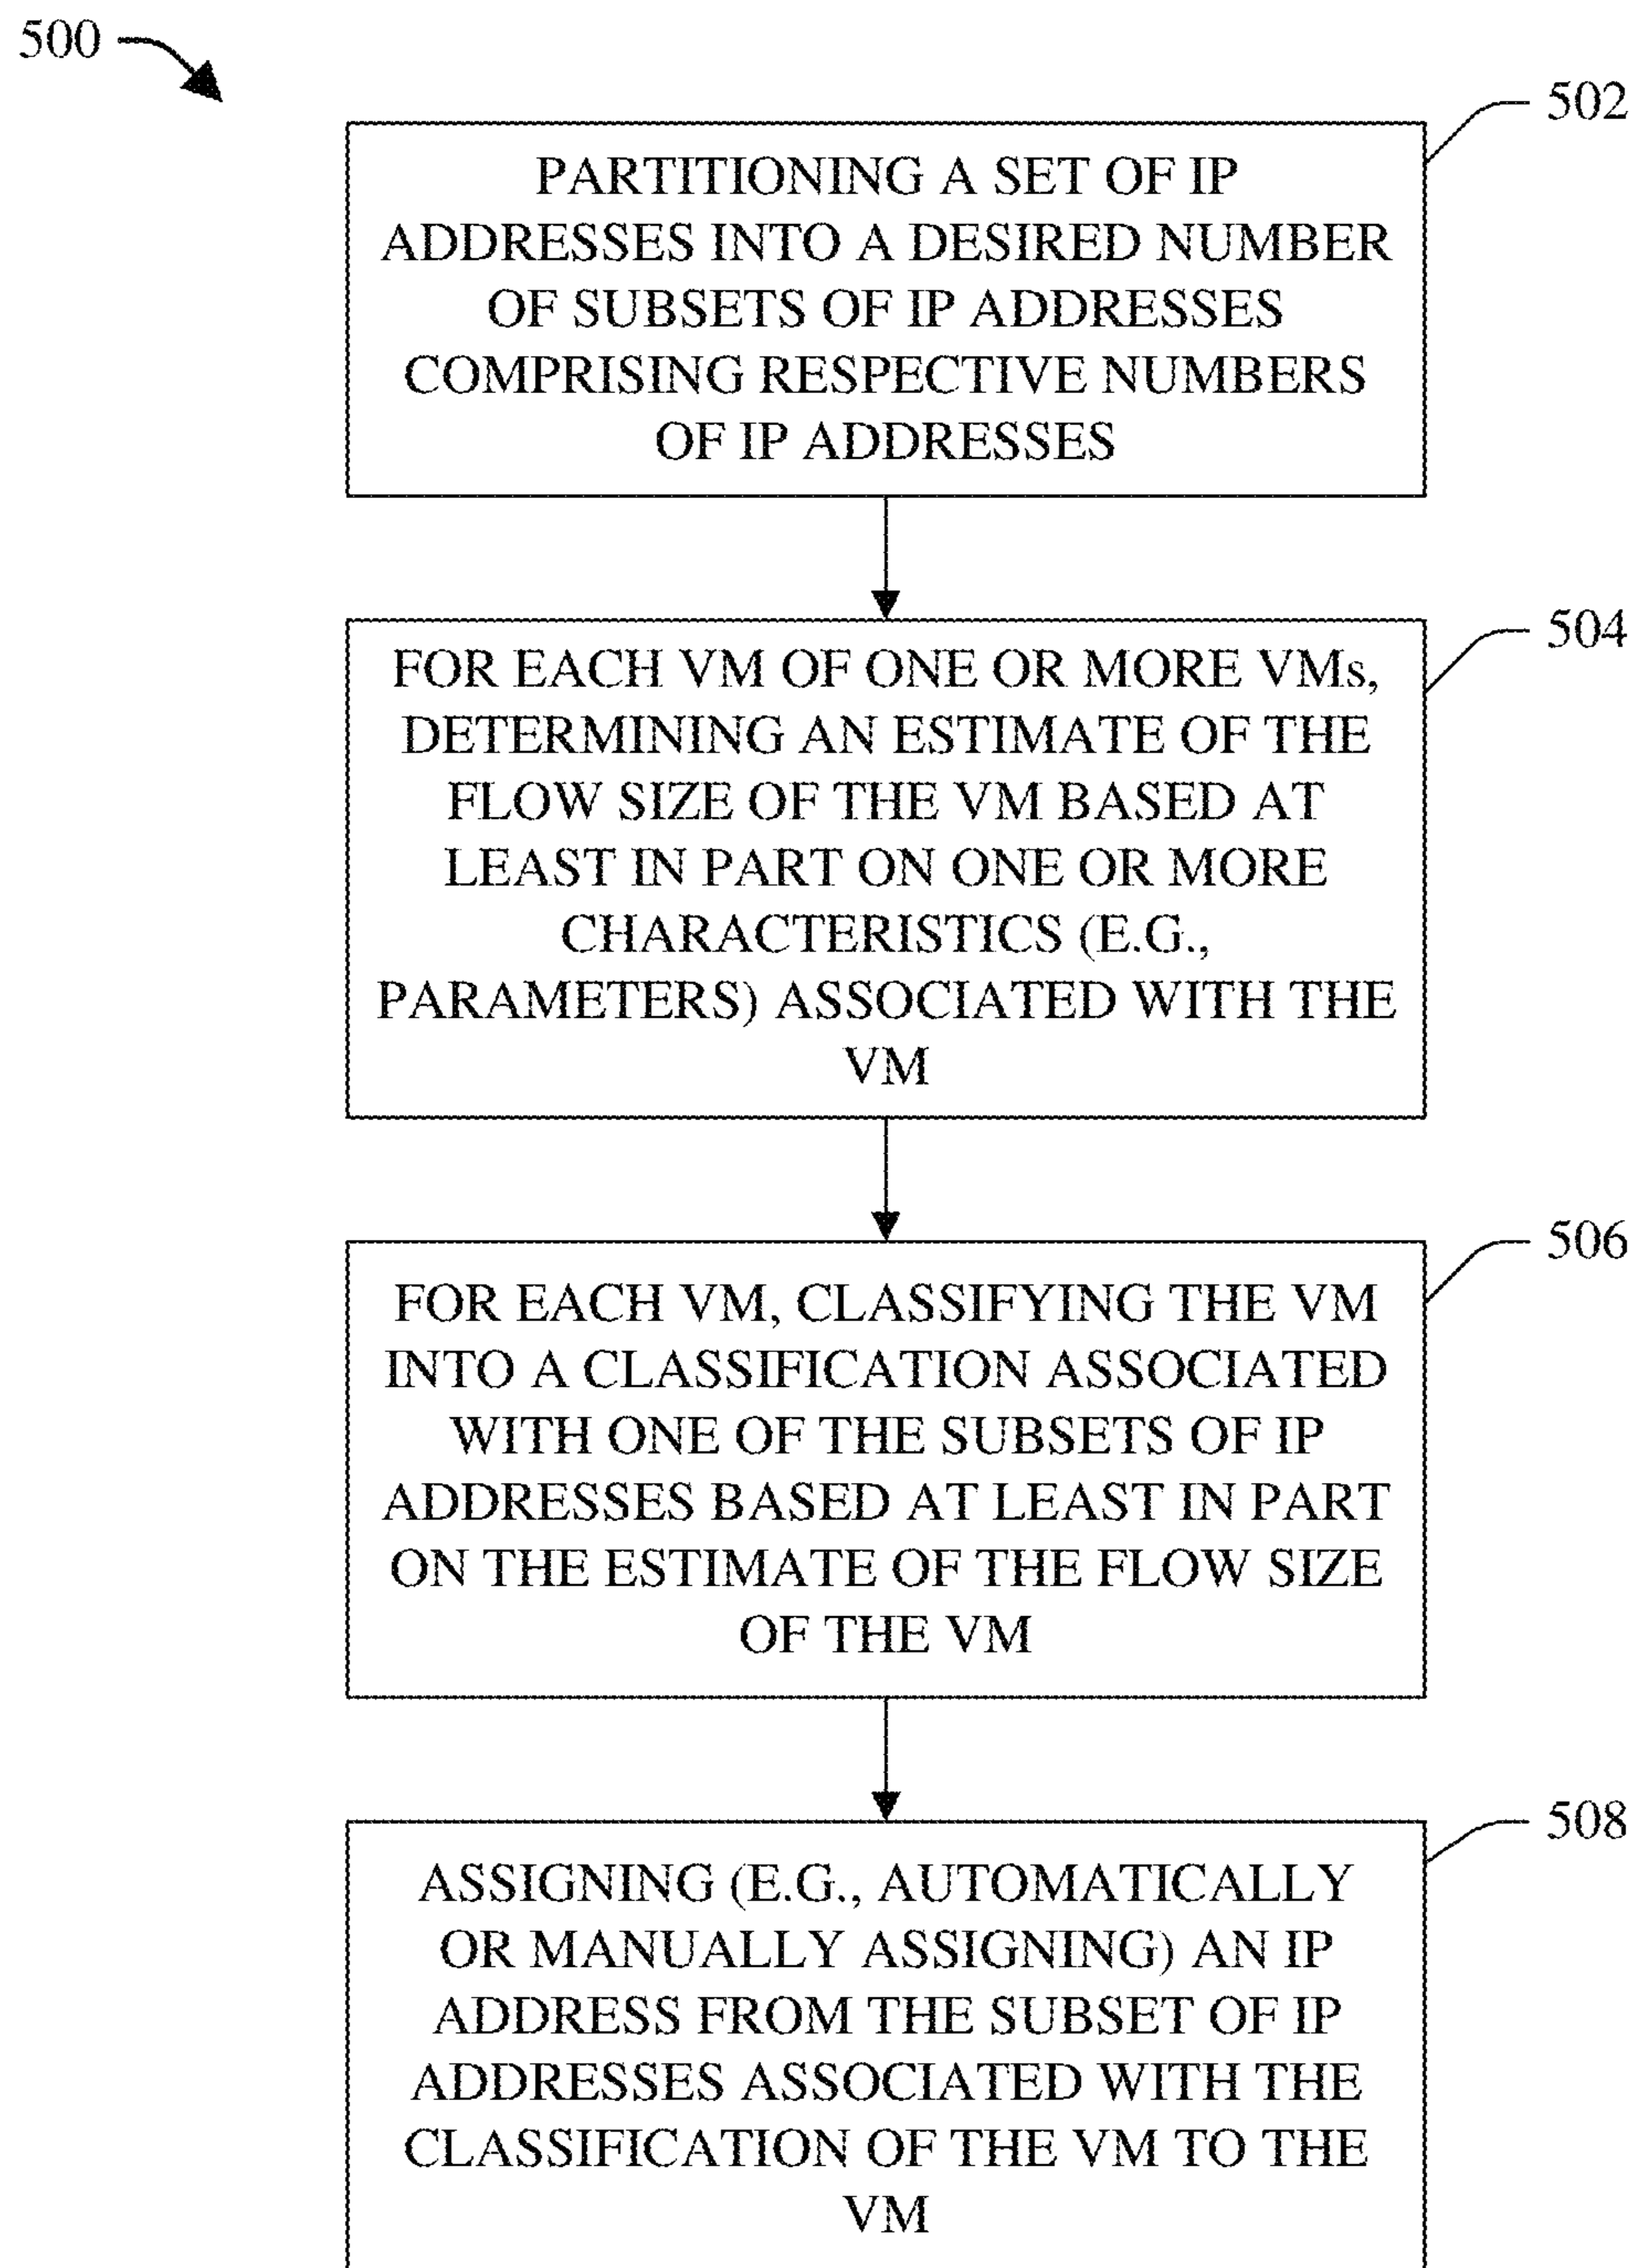 500
502
PARTITIONING A SET OF IP
ADDRESSES INTO A DESIRED NUMBER
OF SUBSETS OF IP ADDRESSES
COMPRISING RESPECTIVE NUMBERS
OF IP ADDRESSES
504
FOR EACH VM OF ONE OR MORE VMs,
DETERMINING AN ESTIMATE OF THE
FLOW SIZE OF THE VM BASED AT
LEAST IN PART ON ONE OR MORE
CHARACTERISTICS (E.G.,
PARAMETERS) ASSOCIATED WITH THE
VM
506
FOR EACH VM, CLASSIFYING THE VM
INTO A CLASSIFICATION ASSOCIATED
WITH ONE OF THE SUBSETS OF IP
ADDRESSES BASED AT LEAST IN PART
ON THE ESTIMATE OF THE FLOW SIZE
OF THE VM
508
ASSIGNING (E.G., AUTOMATICALLY
OR MANUALLY ASSIGNING) AN IP
ADDRESS FROM THE SUBSET OF IP
ADDRESSES ASSOCIATED WITH THE
CLASSIFICATION OF THE VM TO THE
VM